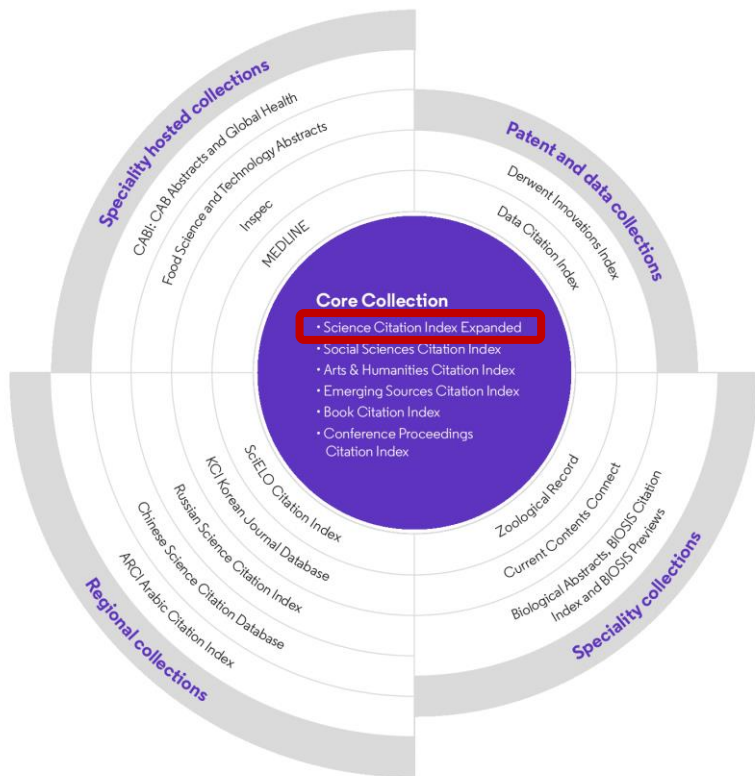 Speciality hosted collections
CABI: CAB Abstracts and Global Health
Food Science and Technology Abstracts
Inspec
MEDLINE
Patent and data collections
Derwent Innovations Index
Data Citation Index
Core Collection
• Science Citation Index Expanded
• Social Sciences Citation Index
• Arts & Humanities Citation Index
• Emerging Sources Citation Index
• Book Citation Index
• Conference Proceedings
Citation Index
SciELO Citation Index
KCI Korean Journal Database
Russian Science Citation Index
Chinese Science Citation Database
ARCI Arabic Citation Index
Regional collections
Zoological Record
Current Contents Connect
Biological Abstracts, BIOSIS Citation
Index and BIOSIS Previews
Speciality collections